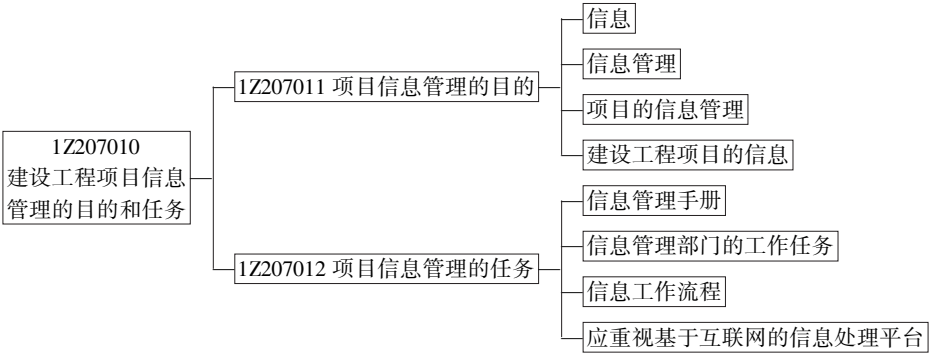 1Z207010
建设工程项目信息
管理的目的和任务
1Z207011 项目信息管理的目的
信息
信息管理
项目的信息管理
建设工程项目的信息
1Z207012 项目信息管理的任务
信息管理手册
信息管理部门的工作任务
信息工作流程
应重视基于互联网的信息处理平台